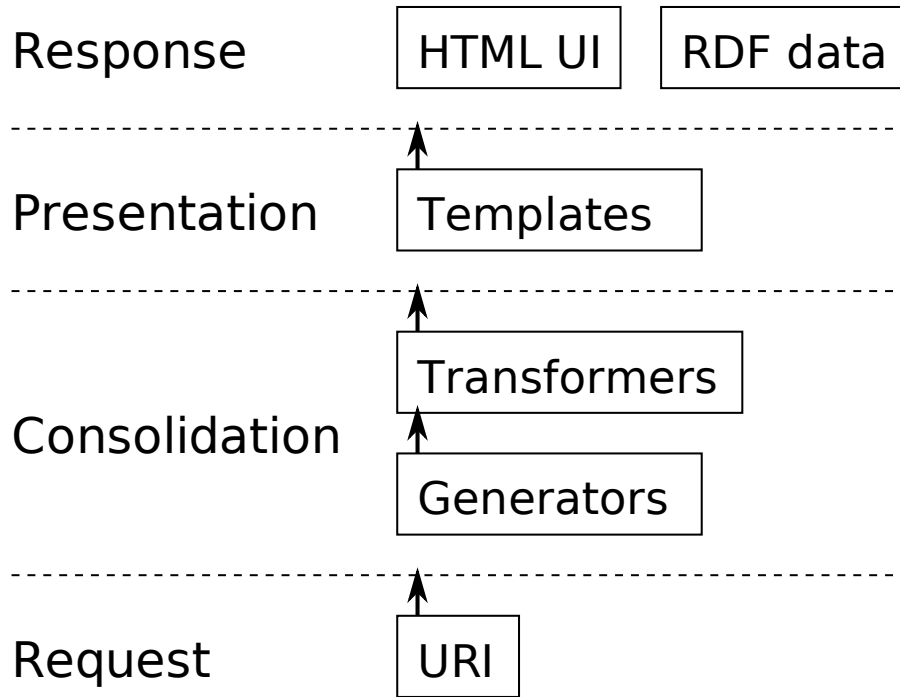 Response
HTML UI
RDF data
Presentation
Templates
Consolidation
Transformers
Generators
Request
URI